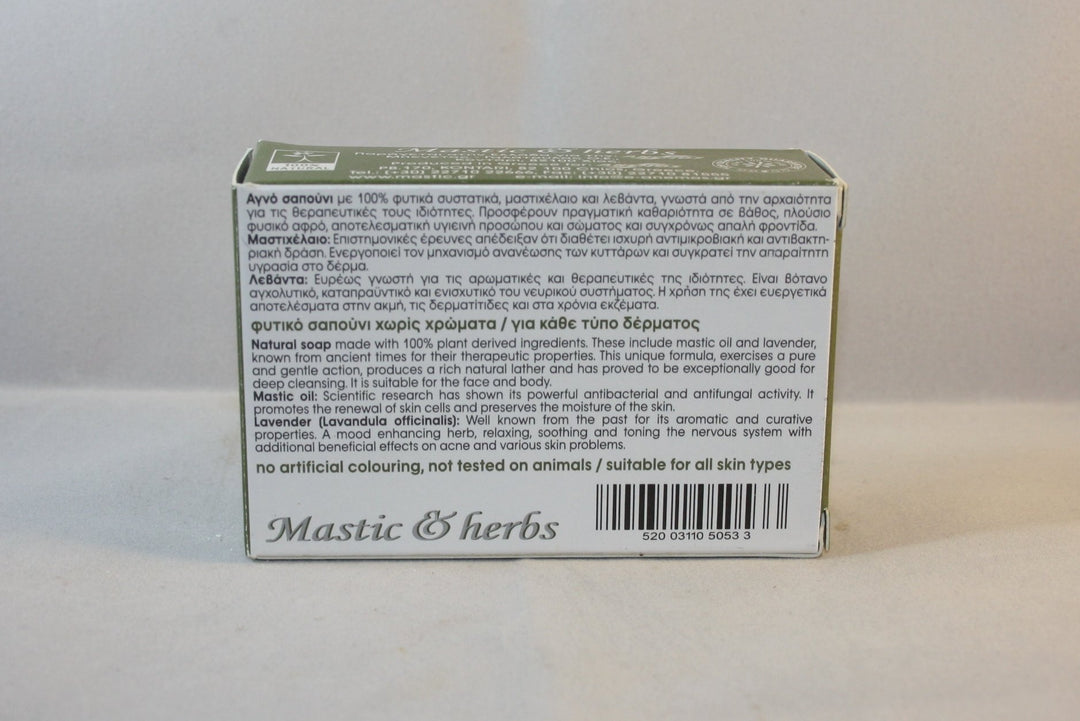 Mastic & herbs
100%
NATURAL
Tel. (+30) 22710
www.mastic.gr
Αγνό σαπούνι με 100% φυτικά συστατικά, μαστιχέλαιο και λεβάντα, γνωστά από την αρχαιότητα
για τις θεραπευτικές τους ιδιότητες. Προσφέρουν πραγματική καθαριότητα σε βάθος, πλούσιο
φυσικό αφρό, αποτελεσματική υγιεινή προσώπου και σώματος και συγχρόνως απαλή φροντίδα.
Μαστιχέλαιο: Επιστημονικές έρευνες απέδειξαν ότι διαθέτει ισχυρή αντιμικροβιακή και αντιβακτη-
ριακή δράση. Ενεργοποιεί τον μηχανισμό ανανέωσης των κυττάρων και συγκρατεί την απαραίτητη
υγρασία στο δέρμα.
Λεβάντα: Ευρέως γνωστή για τις αρωματικές και θεραπευτικές της ιδιότητες. Είναι βότανο
αγχολυτικό, καταπραϋντικό και ενισχυτικό του νευρικού συστήματος. Η χρήση της έχει ευεργετικά
αποτελέσματα στην ακμή, τις δερματίτιδες και στα χρόνια εκζέματα.
φυτικό σαπούνι χωρίς χρώματα / για κάθε τύπο δέρματος
Natural soap made with 100% plant derived ingredients. These include mastic oil and lavender,
known from ancient times for their therapeutic properties. This unique formula, exercises a pure
and gentle action, produces a rich natural lather and has proved to be exceptionally good for
deep cleansing. It is suitable for the face and body.
Mastic oil: Scientific research has shown its powerful antibacterial and antifungal activity. It
promotes the renewal of skin cells and preserves the moisture of the skin.
Lavender (Lavandula officinalis): Well known from the past for its aromatic and curative
properties. A mood enhancing herb, relaxing, soothing and toning the nervous system with
additional beneficial effects on acne and various skin problems.
no artificial colouring, not tested on animals / suitable for all skin types
Mastic & herbs
520 03110 5053 3